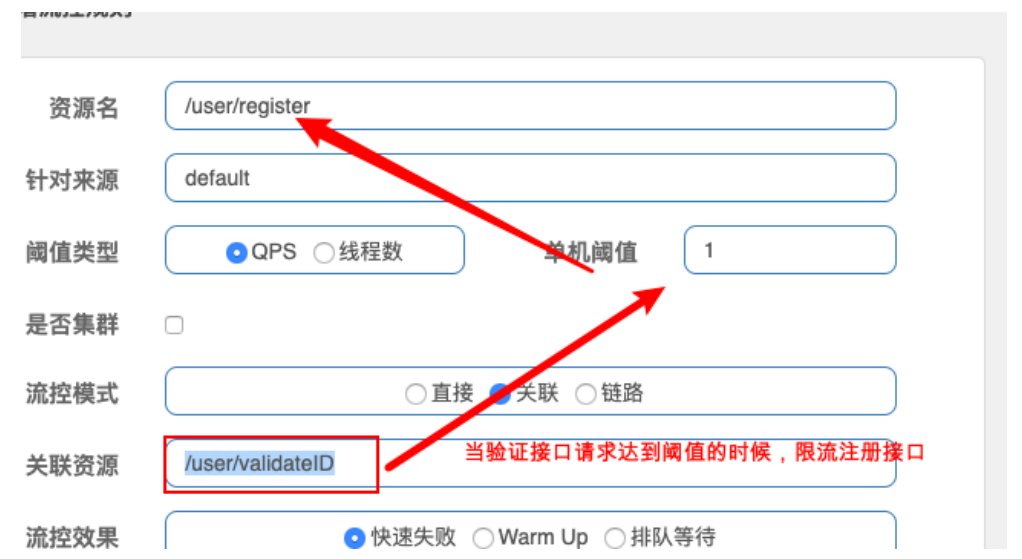 资源名 /user/register
针对来源 default
阈值类型 QPS 线程数 单机阈值 1
是否集群
流控模式 直接 关联 链路
当验证接口请求达到阈值的时候，限流注册接口
关联资源 /user/validateID
流控效果 快速失败 Warm Up 排队等待